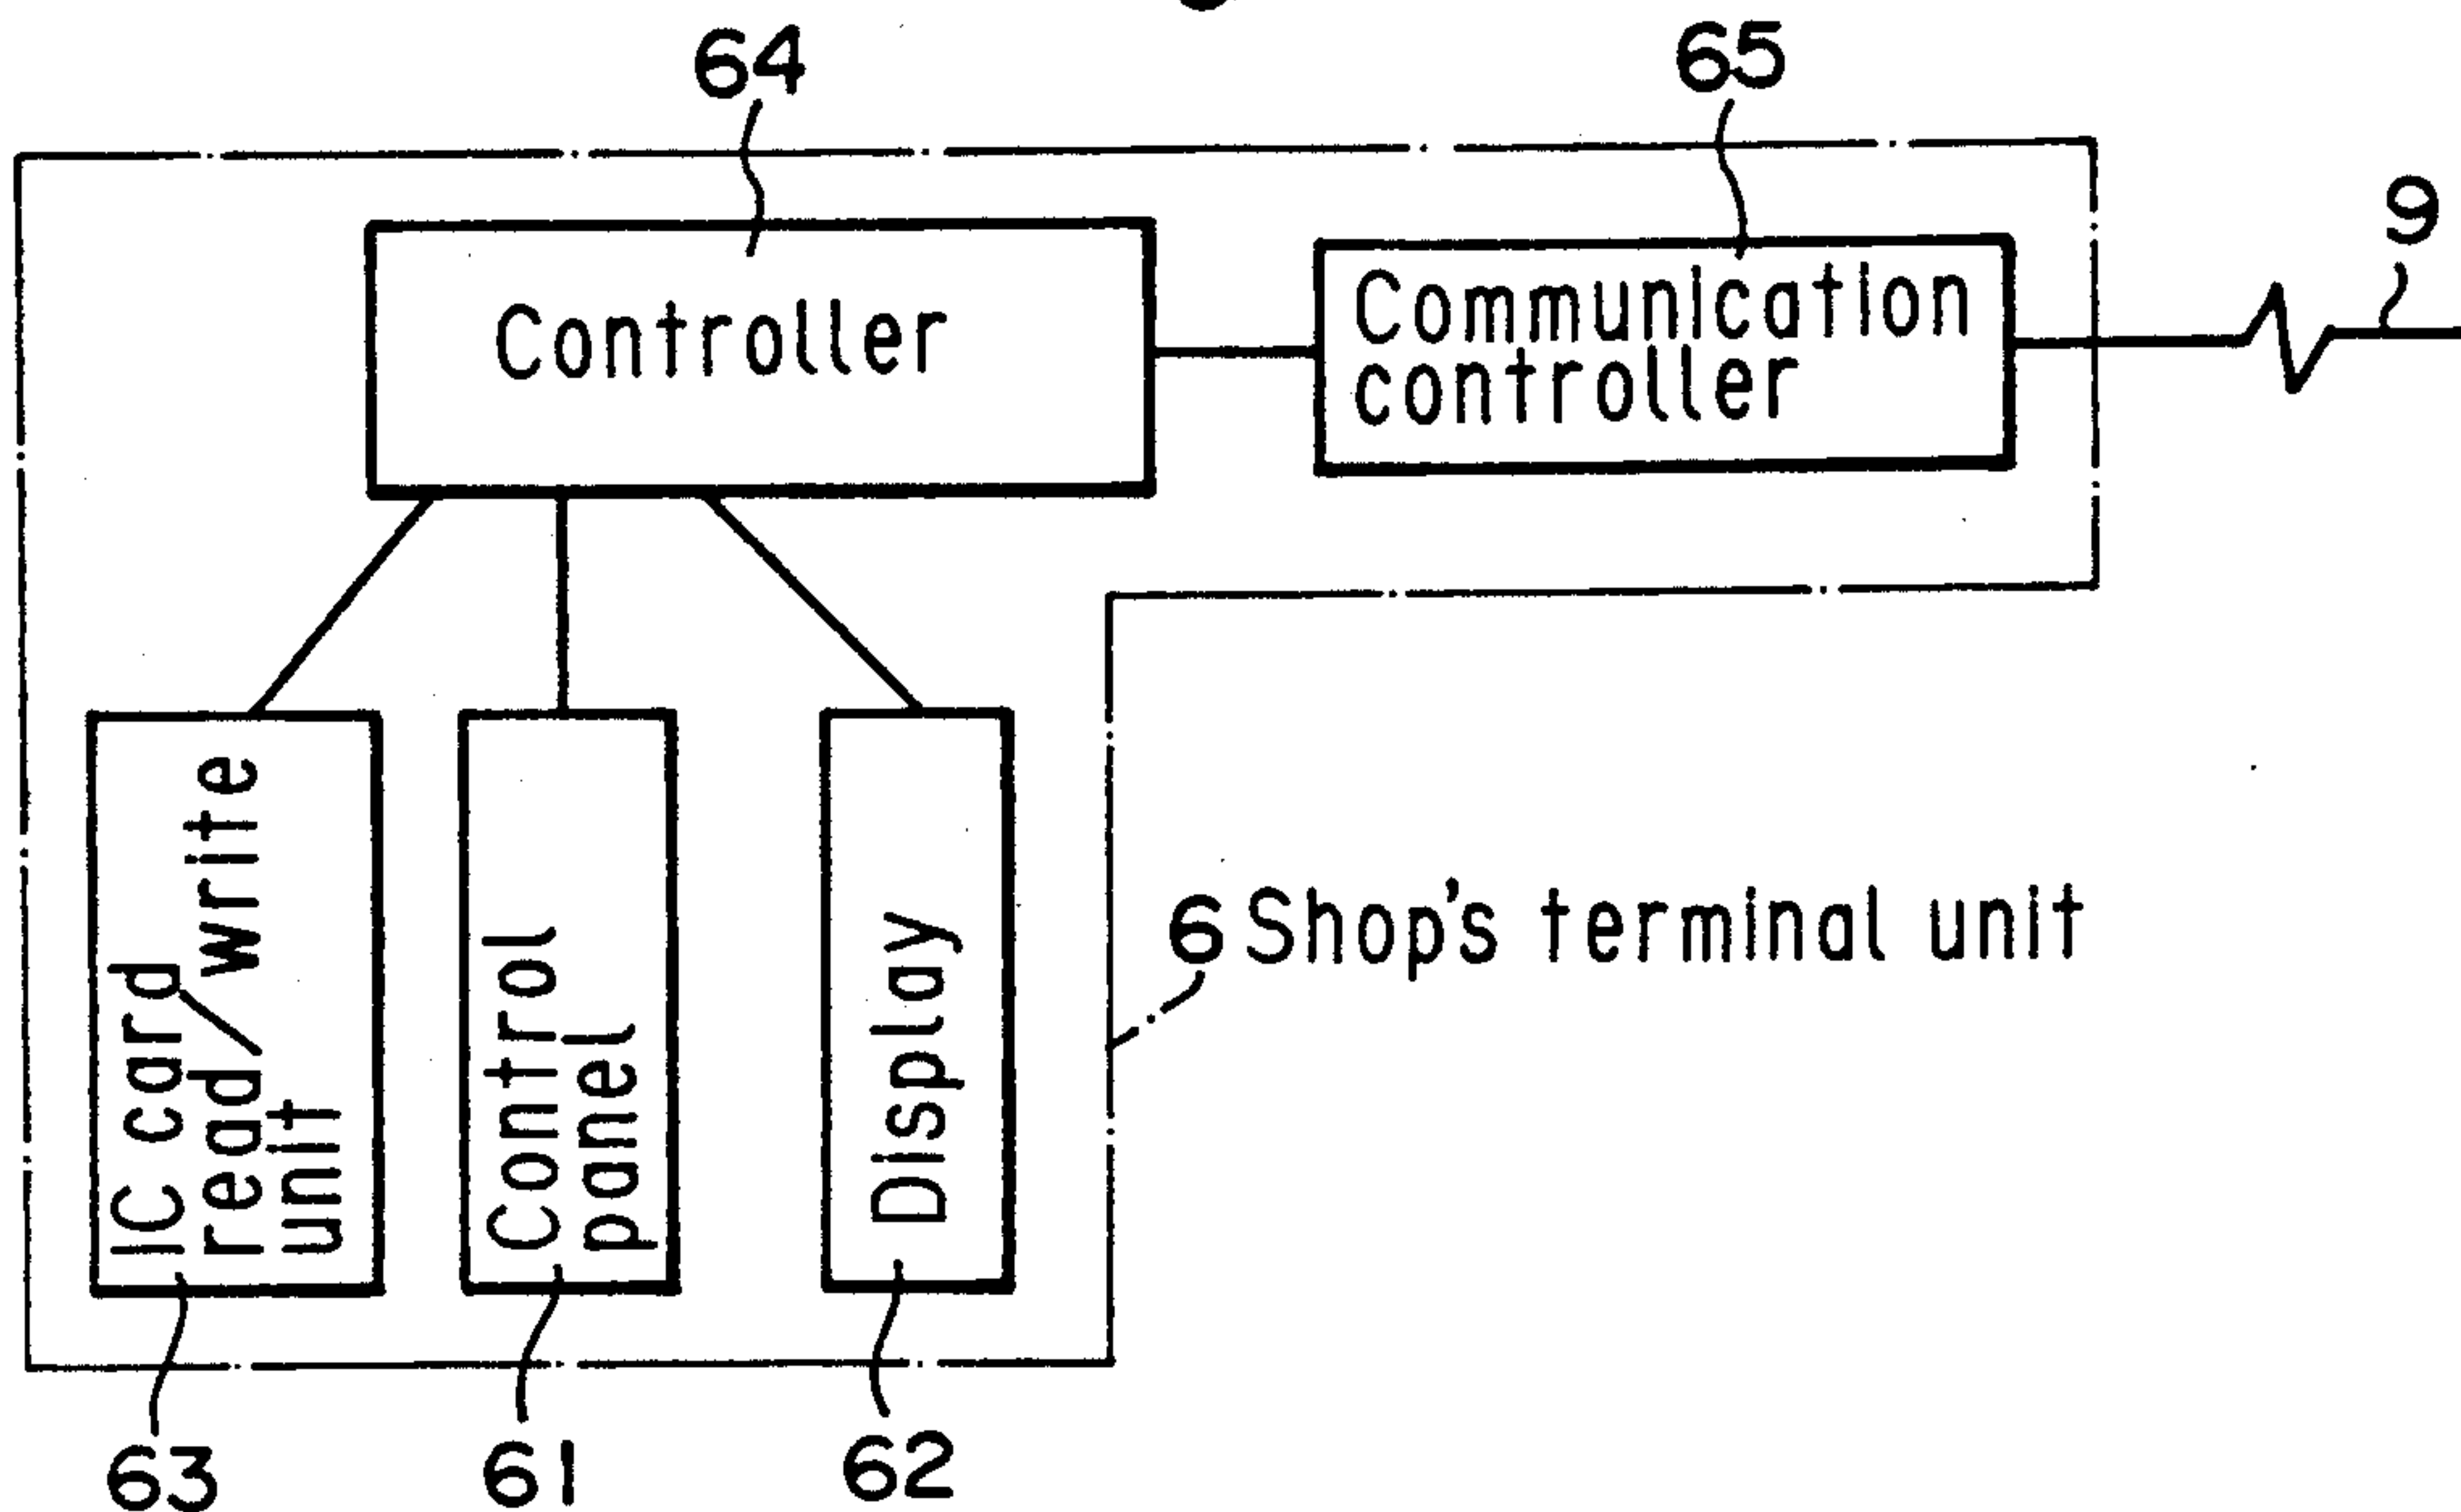 64
65
9
Controller
Communication
controller
IC card
read/write
unit
Control
panel
Display
6 Shop's terminal unit
63
61
62